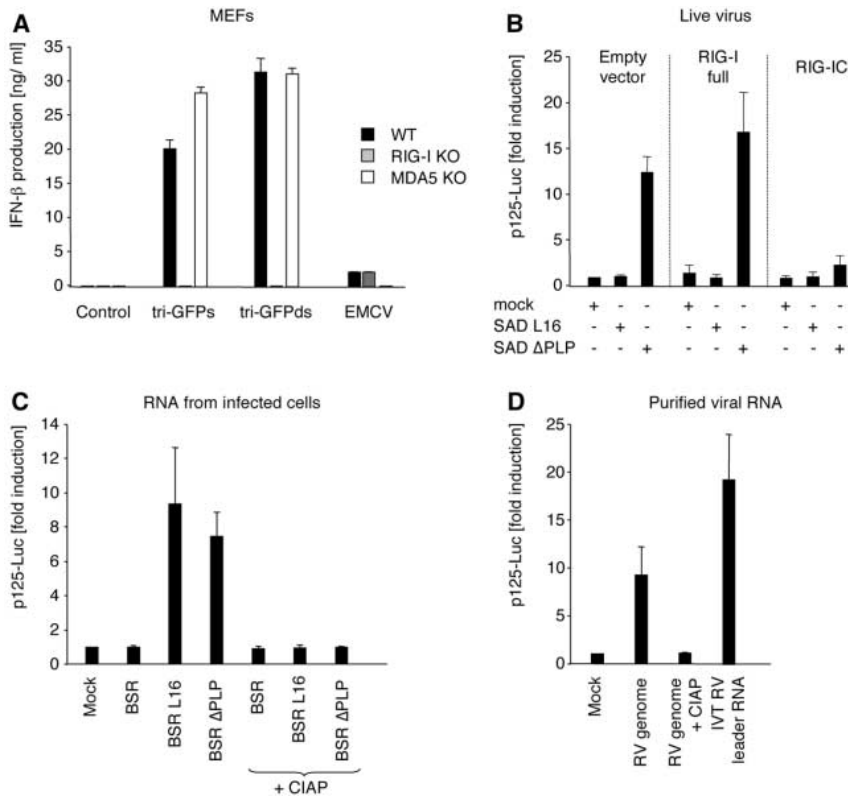 A
MEFs
IFN-β production [ng/ ml]
35
30
25
20
15
10
5
0
Control
tri-GFPs
tri-GFPds
EMCV
WT
RIG-I KO
MDA5 KO
B
Live virus
p125-Luc [fold induction]
25
20
15
10
5
0
Empty vector
RIG-I full
RIG-IC
mock + - - + - - + - -
SAD L16 - + - - + - - + -
SAD ΔPLP - - + - - + - - +
C
RNA from infected cells
p125-Luc [fold induction]
14
12
10
8
6
4
2
0
Mock
BSR
BSR L16
BSR ΔPLP
BSR
BSR L16
BSR ΔPLP
+ CIAP
D
Purified viral RNA
p125-Luc [fold induction]
25
20
15
10
5
0
Mock
RV genome
RV genome
+ CIAP
IVT RV
leader RNA